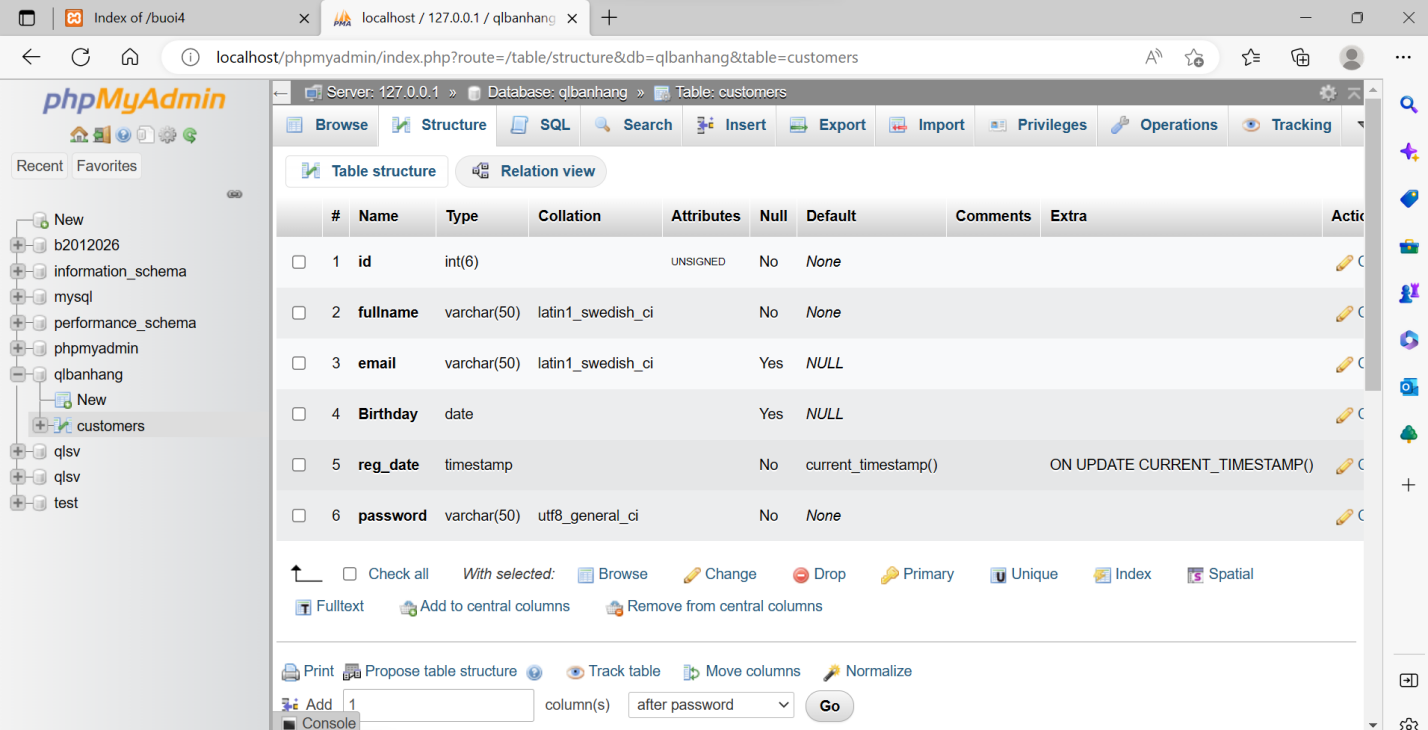 Index of /buoi4
localhost / 127.0.0.1 / qlbanhang
localhost/phpmyadmin/index.php?route=/table/structure&db=qlbanhang&table=customers
phpMyAdmin
Recent Favorites
New
b2012026
information_schema
mysql
performance_schema
phpmyadmin
qlbanhang
New
customers
qlsv
qlsv
test
Server: 127.0.0.1 » Database: qlbanhang » Table: customers
Browse Structure SQL Search Insert Export Import Privileges Operations Tracking
Table structure Relation view
# Name Type Collation Attributes Null Default Comments Extra Actic
1 id int(6) UNSIGNED No None
2 fullname varchar(50) latin1_swedish_ci No None
3 email varchar(50) latin1_swedish_ci Yes NULL
4 Birthday date Yes NULL
5 reg_date timestamp No current_timestamp() ON UPDATE CURRENT_TIMESTAMP()
6 password varchar(50) utf8_general_ci No None
Check all With selected: Browse Change Drop Primary Unique Index Spatial
Fulltext Add to central columns Remove from central columns
Print Propose table structure Track table Move columns Normalize
Add 1 column(s) after password Go
Console